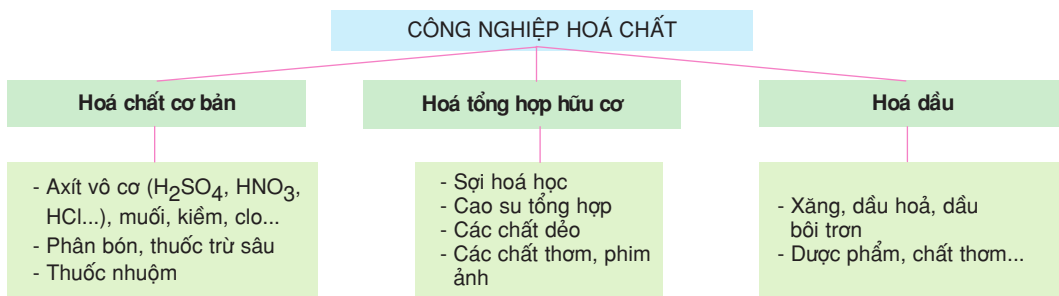 CÔNG NGHIỆP HOÁ CHẤT
Hoá chất cơ bản
- Axít vô cơ (H₂SO₄, HNO₃,
HCl...), muối, kiềm, clo...
- Phân bón, thuốc trừ sâu
- Thuốc nhuộm
Hoá tổng hợp hữu cơ
- Sợi hoá học
- Cao su tổng hợp
- Các chất dẻo
- Các chất thơm, phim
ảnh
Hoá dầu
- Xăng, dầu hoả, dầu
bôi trơn
- Dược phẩm, chất thơm...